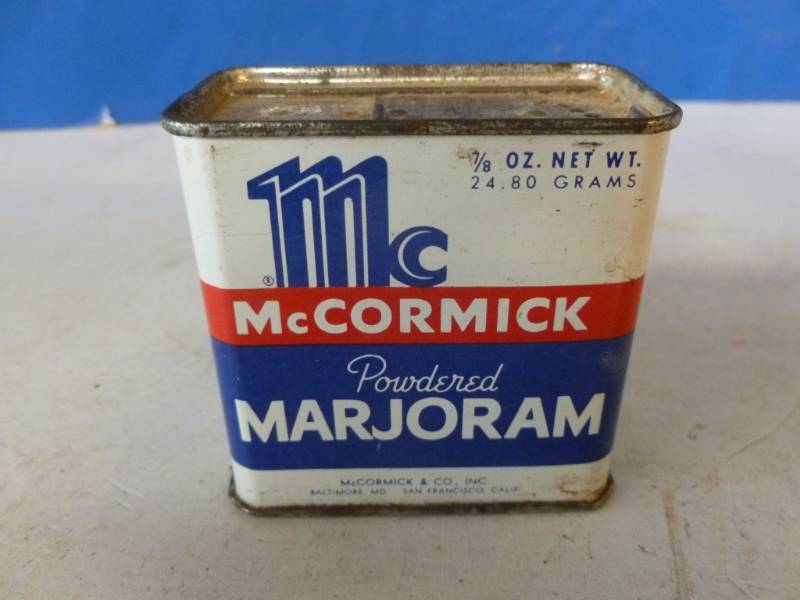 Mc
⅞ OZ. NET WT.
24.80 GRAMS
®
McCORMICK
Powdered
MARJORAM
McCORMICK & CO., INC.
BALTIMORE, MD. SAN FRANCISCO, CALIF.